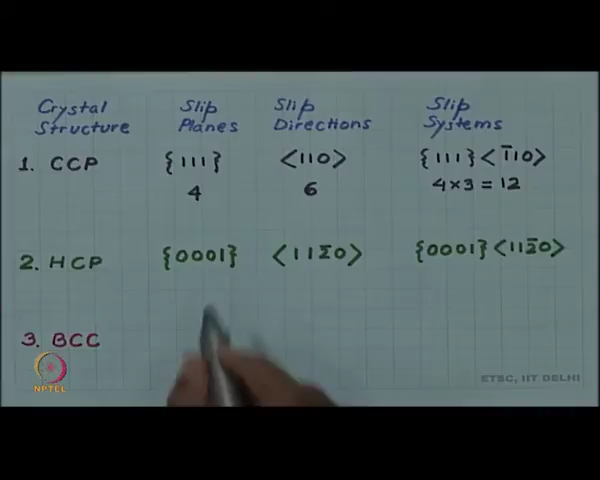 Crystal Structure
Slip Planes
Slip Directions
Slip Systems
1. CCP {111} <110> {111}<1̅10>
4 6 4×3 = 12
2. HCP {0001} <112̅0> {0001}<112̅0>
3. BCC
NPTEL
ETSC, IIT DELHI